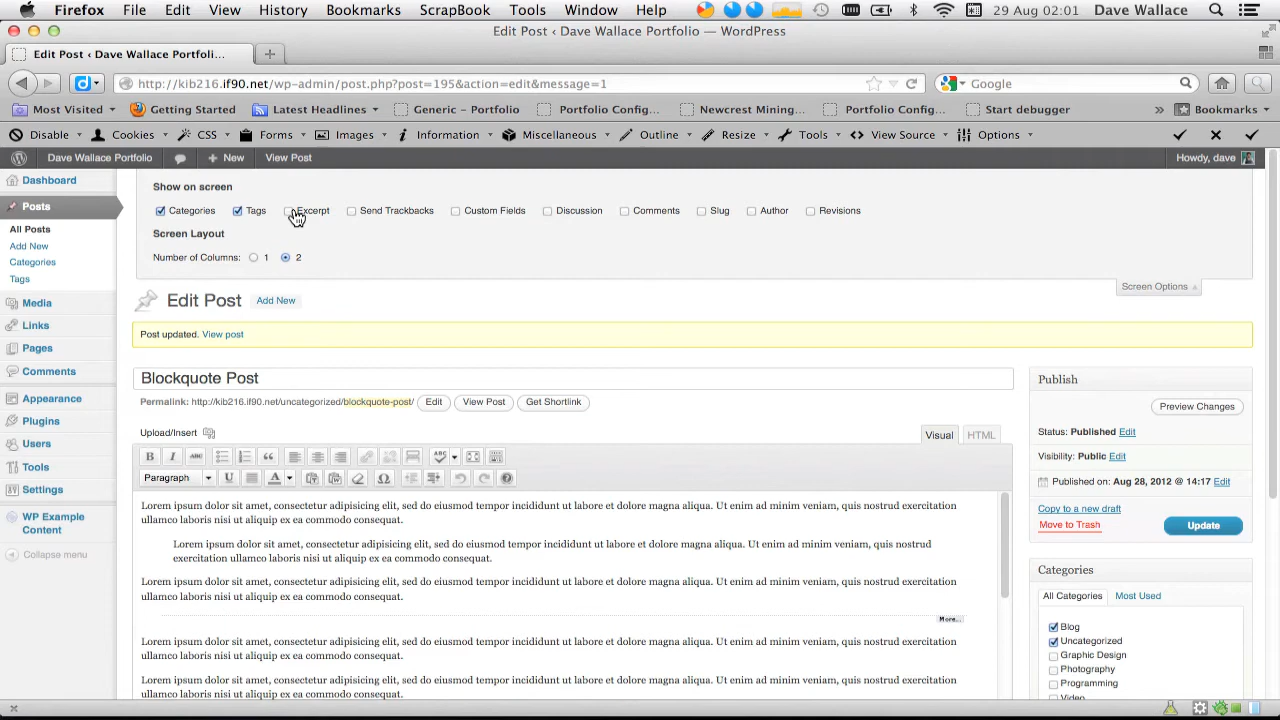 Firefox File Edit View History Bookmarks ScrapBook Tools Window Help 29 Aug 02:01 Dave Wallace
Edit Post ‹ Dave Wallace Portfolio — WordPress
Edit Post ‹ Dave Wallace Portfoli...
http://kib216.if90.net/wp-admin/post.php?post=195&action=edit&message=1 Google
Most Visited Getting Started Latest Headlines Generic – Portfolio Portfolio Config... Newcrest Mining... Portfolio Config... Start debugger » Bookmarks
Disable Cookies CSS Forms Images Information Miscellaneous Outline Resize Tools View Source Options
Dave Wallace Portfolio + New View Post Howdy, dave
Dashboard
Posts
All Posts
Add New
Categories
Tags
Media
Links
Pages
Comments
Appearance
Plugins
Users
Tools
Settings
WP Example
Content
Collapse menu
Show on screen
Categories Tags Excerpt Send Trackbacks Custom Fields Discussion Comments Slug Author Revisions
Screen Layout
Number of Columns: 1 2
Screen Options
Edit Post Add New
Post updated. View post
Blockquote Post
Permalink: http://kib216.if90.net/uncategorized/blockquote-post/ Edit View Post Get Shortlink
Upload/Insert Visual HTML
B I ABC ABC
Paragraph U A Ω
Lorem ipsum dolor sit amet, consectetur adipisicing elit, sed do eiusmod tempor incididunt ut labore et dolore magna aliqua. Ut enim ad minim veniam, quis nostrud exercitation
ullamco laboris nisi ut aliquip ex ea commodo consequat.
Lorem ipsum dolor sit amet, consectetur adipisicing elit, sed do eiusmod tempor incididunt ut labore et dolore magna aliqua. Ut enim ad minim veniam, quis nostrud
exercitation ullamco laboris nisi ut aliquip ex ea commodo consequat.
Lorem ipsum dolor sit amet, consectetur adipisicing elit, sed do eiusmod tempor incididunt ut labore et dolore magna aliqua. Ut enim ad minim veniam, quis nostrud exercitation
ullamco laboris nisi ut aliquip ex ea commodo consequat.
More...
Lorem ipsum dolor sit amet, consectetur adipisicing elit, sed do eiusmod tempor incididunt ut labore et dolore magna aliqua. Ut enim ad minim veniam, quis nostrud exercitation
ullamco laboris nisi ut aliquip ex ea commodo consequat.
Lorem ipsum dolor sit amet, consectetur adipisicing elit, sed do eiusmod tempor incididunt ut labore et dolore magna aliqua. Ut enim ad minim veniam, quis nostrud exercitation
ullamco laboris nisi ut aliquip ex ea commodo consequat.
Publish
Preview Changes
Status: Published Edit
Visibility: Public Edit
Published on: Aug 28, 2012 @ 14:17 Edit
Copy to a new draft
Move to Trash Update
Categories
All Categories Most Used
Blog
Uncategorized
Graphic Design
Photography
Programming
Video